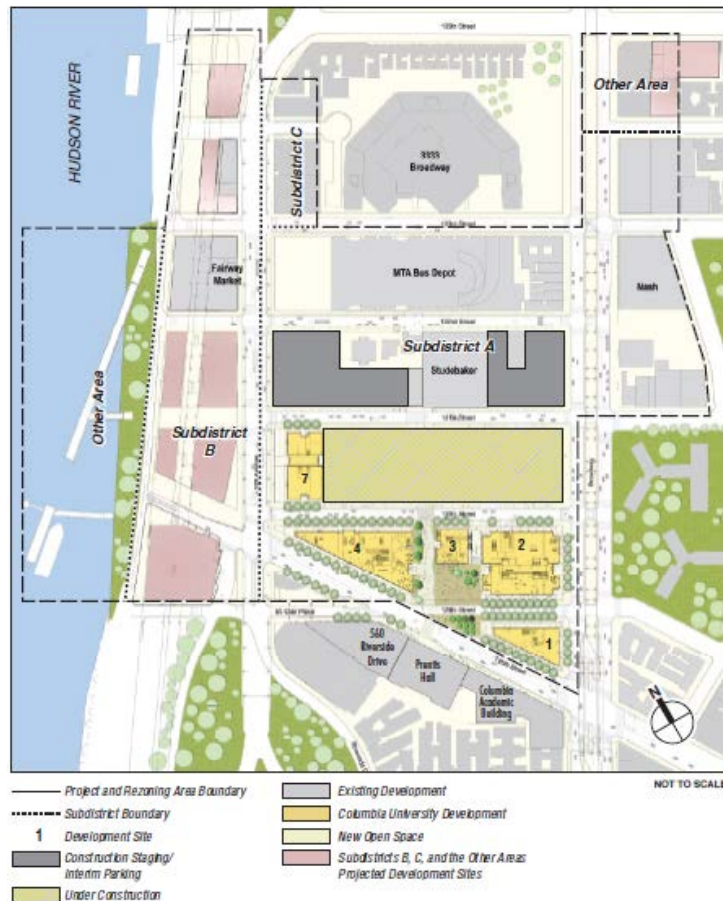 HUDSON RIVER
Other Area
Subdistrict C
3333
Broadway
Fairway
Market
MTA Bus Depot
Nash
Subdistrict A
Studebaker
Other Area
Subdistrict
B
7
4
3
2
1
Broadway
560
Riverside
Drive
Prentis
Hall
Columbia
Academic
Building
N
NOT TO SCALE
Project and Rezoning Area Boundary
Subdistrict Boundary
1 Development Site
Construction Staging/
Interim Parking
Under Construction
Existing Development
Columbia University Development
New Open Space
Subdistricts B, C, and the Other Areas
Projected Development Sites